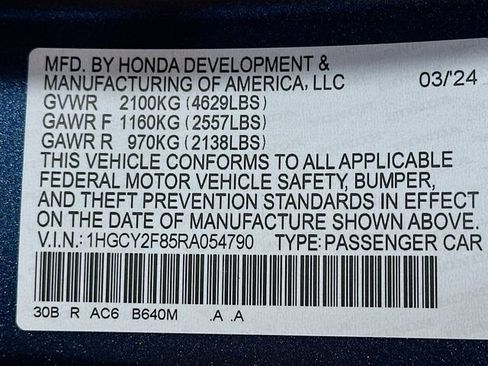 MFD. BY HONDA DEVELOPMENT &
MANUFACTURING OF AMERICA, LLC 03/24
GVWR 2100KG (4629LBS)
GAWR F 1160KG (2557LBS)
GAWR R 970KG (2138LBS)
THIS VEHICLE CONFORMS TO ALL APPLICABLE
FEDERAL MOTOR VEHICLE SAFETY, BUMPER,
AND THEFT PREVENTION STANDARDS IN EFFECT
ON THE DATE OF MANUFACTURE SHOWN ABOVE.
V.I.N.: 1HGCY2F85RA054790 TYPE: PASSENGER CAR
30B R AC6 B640M .A .A